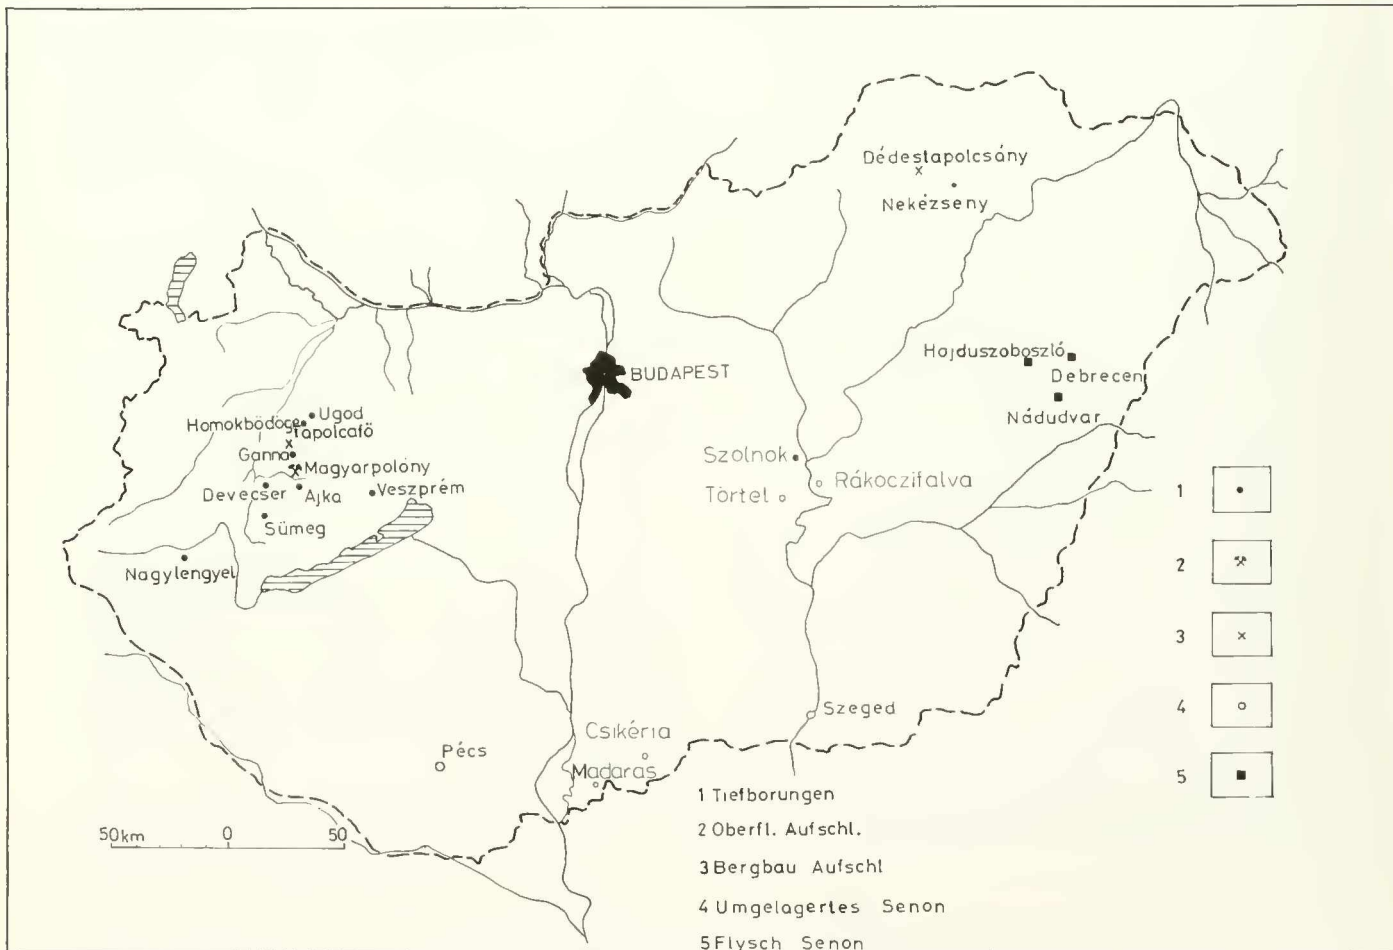 Dédestapolcsány
Nekézseny
Hajduszoboszló
Debrecen
Nádudvar
BUDAPEST
Homokbödöge
Ugod
Tapolcafő
Ganna
Magyarpolány
Devecser
Ajka
Veszprém
Sümeg
Nagylengyel
Szolnok
Törtel
Rákoczifalva
Szeged
Csikéria
Madaras
Pécs
50km 0 50
1
2
3
4
5
1 Tiefborungen
2 Oberfl. Aufschl.
3 Bergbau Aufschl
4 Umgelagertes Senon
5 Flysch Senon